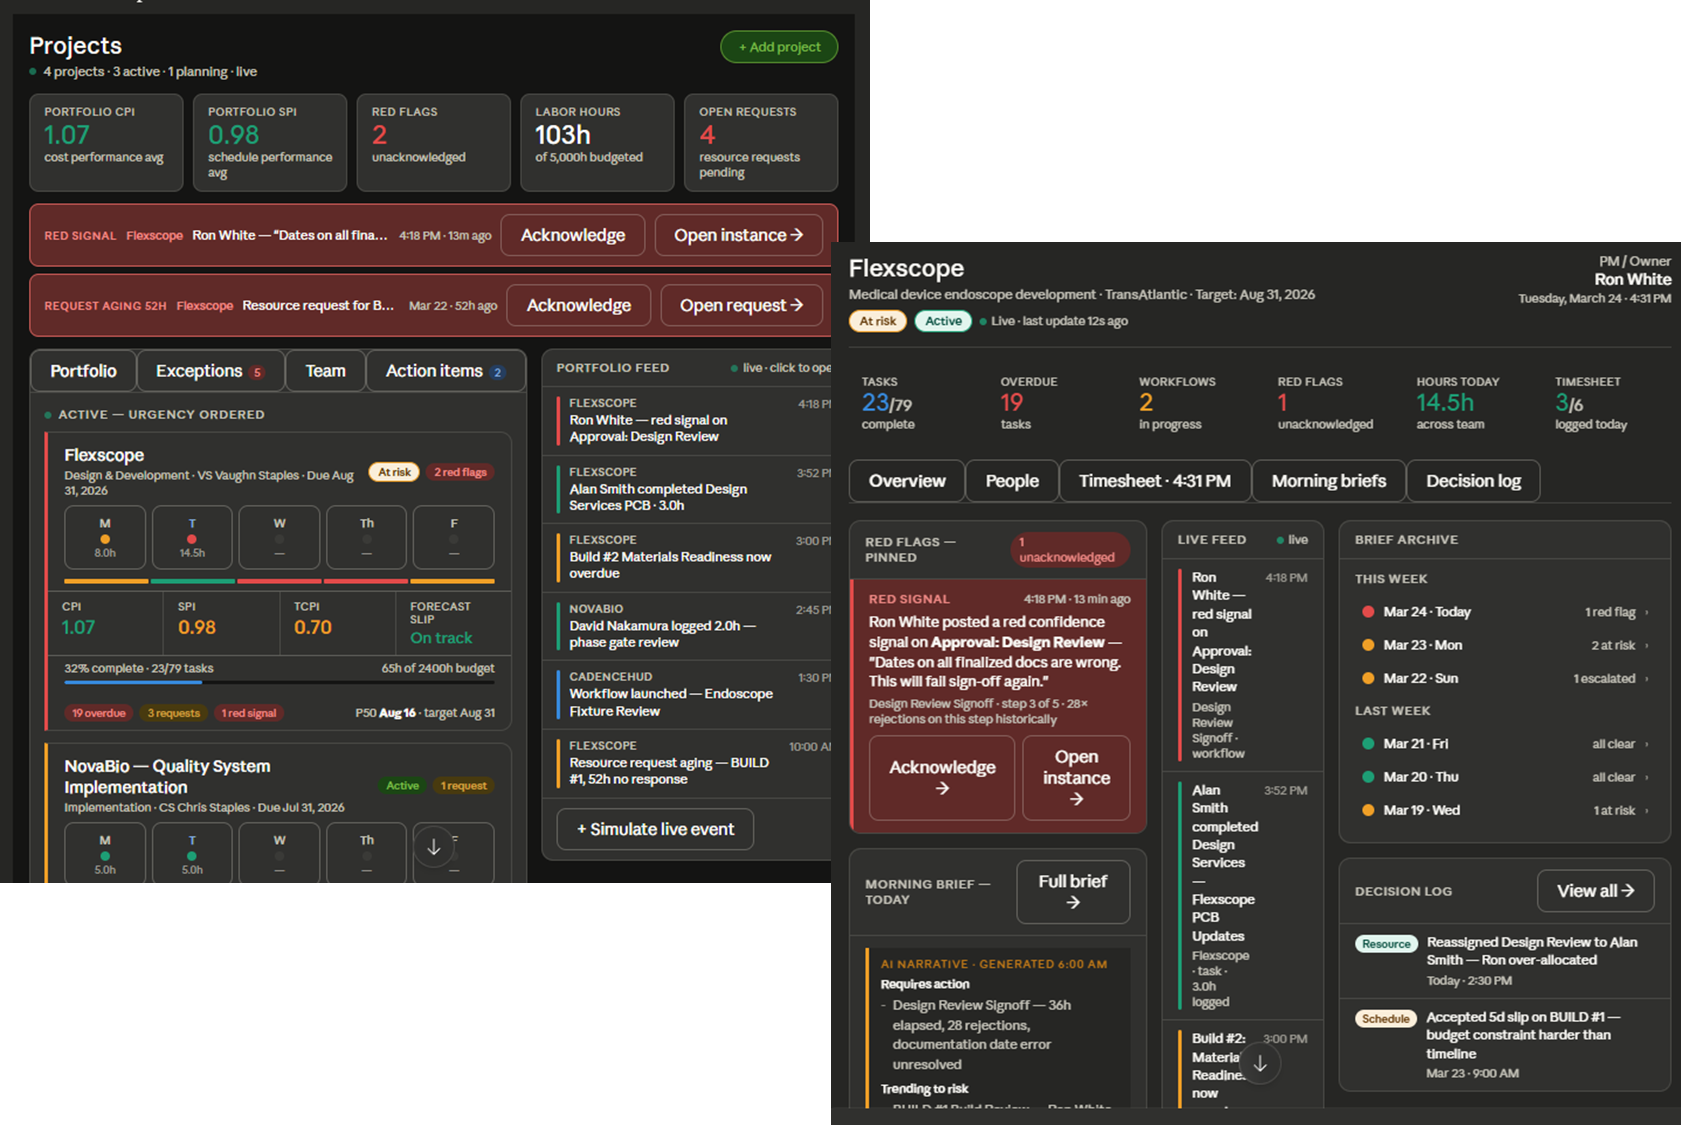 Projects
+ Add project
4 projects · 3 active · 1 planning · live
PORTFOLIO CPI
1.07
cost performance avg
PORTFOLIO SPI
0.98
schedule performance
avg
RED FLAGS
2
unacknowledged
LABOR HOURS
103h
of 5,000h budgeted
OPEN REQUESTS
4
resource requests
pending
RED SIGNAL Flexscope Ron White — "Dates on all fina... 4:18 PM · 13m ago Acknowledge Open instance →
REQUEST AGING 52H Flexscope Resource request for B... Mar 22 · 52h ago Acknowledge Open request →
Portfolio Exceptions 5 Team Action items 2
ACTIVE — URGENCY ORDERED
Flexscope
Design & Development · VS Vaughn Staples · Due Aug
31, 2026
At risk 2 red flags
M T W Th F
8.0h 14.5h — — —
CPI
1.07
SPI
0.98
TCPI
0.70
FORECAST
SLIP
On track
32% complete · 23/79 tasks 65h of 2400h budget
19 overdue 3 requests 1 red signal P50 Aug 16 · target Aug 31
NovaBio — Quality System
Implementation
Active 1 request
Implementation · CS Chris Staples · Due Jul 31, 2026
M T W Th F
5.0h 5.0h — — —
PORTFOLIO FEED live · click to ope
FLEXSCOPE 4:18 P
Ron White — red signal on
Approval: Design Review
FLEXSCOPE 3:52 P
Alan Smith completed Design
Services PCB · 3.0h
FLEXSCOPE 3:00 P
Build #2 Materials Readiness now
overdue
NOVABIO 2:45 P
David Nakamura logged 2.0h —
phase gate review
CADENCEHUD 1:30 P
Workflow launched — Endoscope
Fixture Review
FLEXSCOPE 10:00 A
Resource request aging — BUILD
#1, 52h no response
+ Simulate live event
Flexscope
Medical device endoscope development · TransAtlantic · Target: Aug 31, 2026
At risk Active Live · last update 12s ago
PM / Owner
Ron White
Tuesday, March 24 · 4:31 PM
TASKS
23/79
complete
OVERDUE
19
tasks
WORKFLOWS
2
in progress
RED FLAGS
1
unacknowledged
HOURS TODAY
14.5h
across team
TIMESHEET
3/6
logged today
Overview People Timesheet · 4:31 PM Morning briefs Decision log
RED FLAGS —
PINNED
1
unacknowledged
RED SIGNAL 4:18 PM · 13 min ago
Ron White posted a red confidence
signal on Approval: Design Review —
"Dates on all finalized docs are wrong.
This will fail sign-off again."
Design Review Signoff · step 3 of 5 · 28×
rejections on this step historically
Acknowledge
→
Open
instance
→
MORNING BRIEF —
TODAY
Full brief
→
AI NARRATIVE · GENERATED 6:00 AM
Requires action
- Design Review Signoff — 36h
elapsed, 28 rejections,
documentation date error
unresolved
Trending to risk
- BUILD #1 Build Review — Ron White
LIVE FEED live
Ron 4:18 PM
White —
red signal
on
Approval:
Design
Review
Design
Review
Signoff ·
workflow
Alan 3:52 PM
Smith
completed
Design
Services
—
Flexscope
PCB
Updates
Flexscope
· task ·
3.0h
logged
Build #2: 3:00 PM
Materia
Readine
now
BRIEF ARCHIVE
THIS WEEK
Mar 24 · Today 1 red flag ›
Mar 23 · Mon 2 at risk ›
Mar 22 · Sun 1 escalated ›
LAST WEEK
Mar 21 · Fri all clear ›
Mar 20 · Thu all clear ›
Mar 19 · Wed 1 at risk ›
DECISION LOG View all →
Resource Reassigned Design Review to Alan
Smith — Ron over-allocated
Today · 2:30 PM
Schedule Accepted 5d slip on BUILD #1 —
budget constraint harder than
timeline
Mar 23 · 9:00 AM